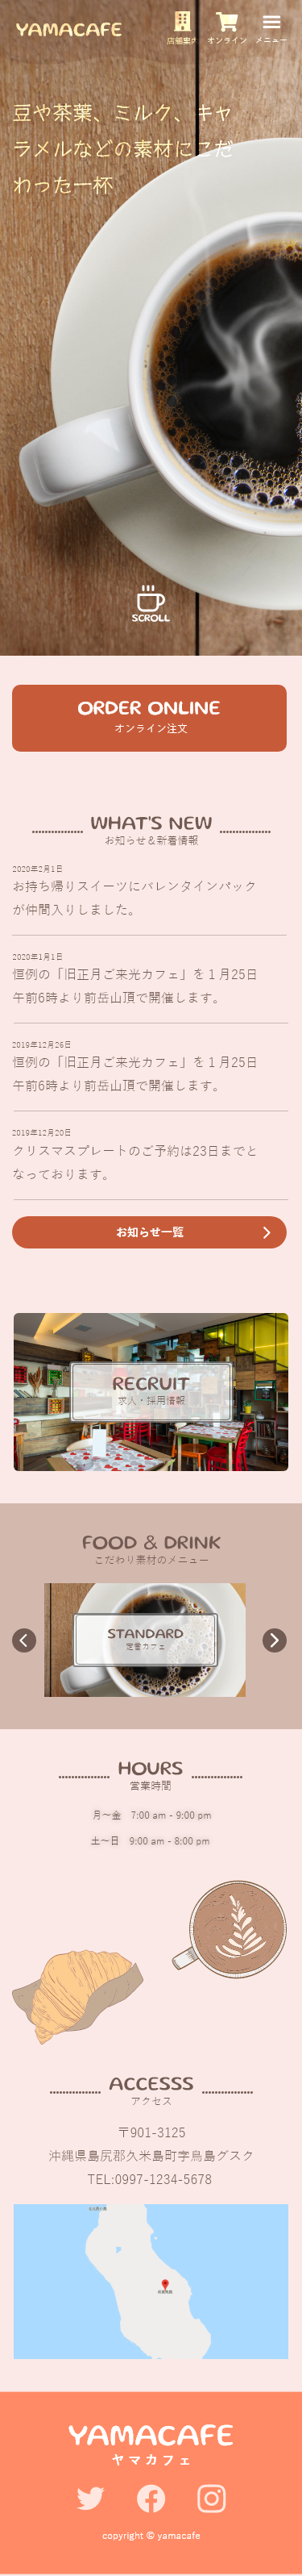 YAMACAFE
店舗案内 オンライン メニュー
豆や茶葉、ミルク、キャ
ラメルなどの素材にこだ
わった一杯
SCROLL
ORDER ONLINE
オンライン注文
WHAT'S NEW
お知らせ＆新着情報
2020年2月1日
お持ち帰りスイーツにバレンタインパック
が仲間入りしました。
2020年1月1日
恒例の「旧正月ご来光カフェ」を１月25日
午前6時より前岳山頂で開催します。
2019年12月26日
恒例の「旧正月ご来光カフェ」を１月25日
午前6時より前岳山頂で開催します。
2019年12月20日
クリスマスプレートのご予約は23日までと
なっております。
お知らせ一覧
RECRUIT
求人・採用情報
FOOD & DRINK
こだわり素材のメニュー
STANDARD
定番カフェ
HOURS
営業時間
月〜金 7:00 am - 9:00 pm
土〜日 9:00 am - 8:00 pm
ACCESSS
アクセス
〒901-3125
沖縄県島尻郡久米島町字鳥島グスク
TEL:0997-1234-5678
YAMACAFE
ヤマカフェ
copyright © yamacafe